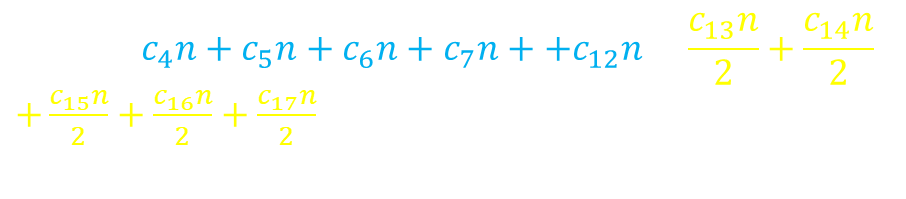 c₄n + c₅n + c₆n + c₇n + +c₁₂n c₁₃n/2 + c₁₄n/2
+ c₁₅n/2 + c₁₆n/2 + c₁₇n/2